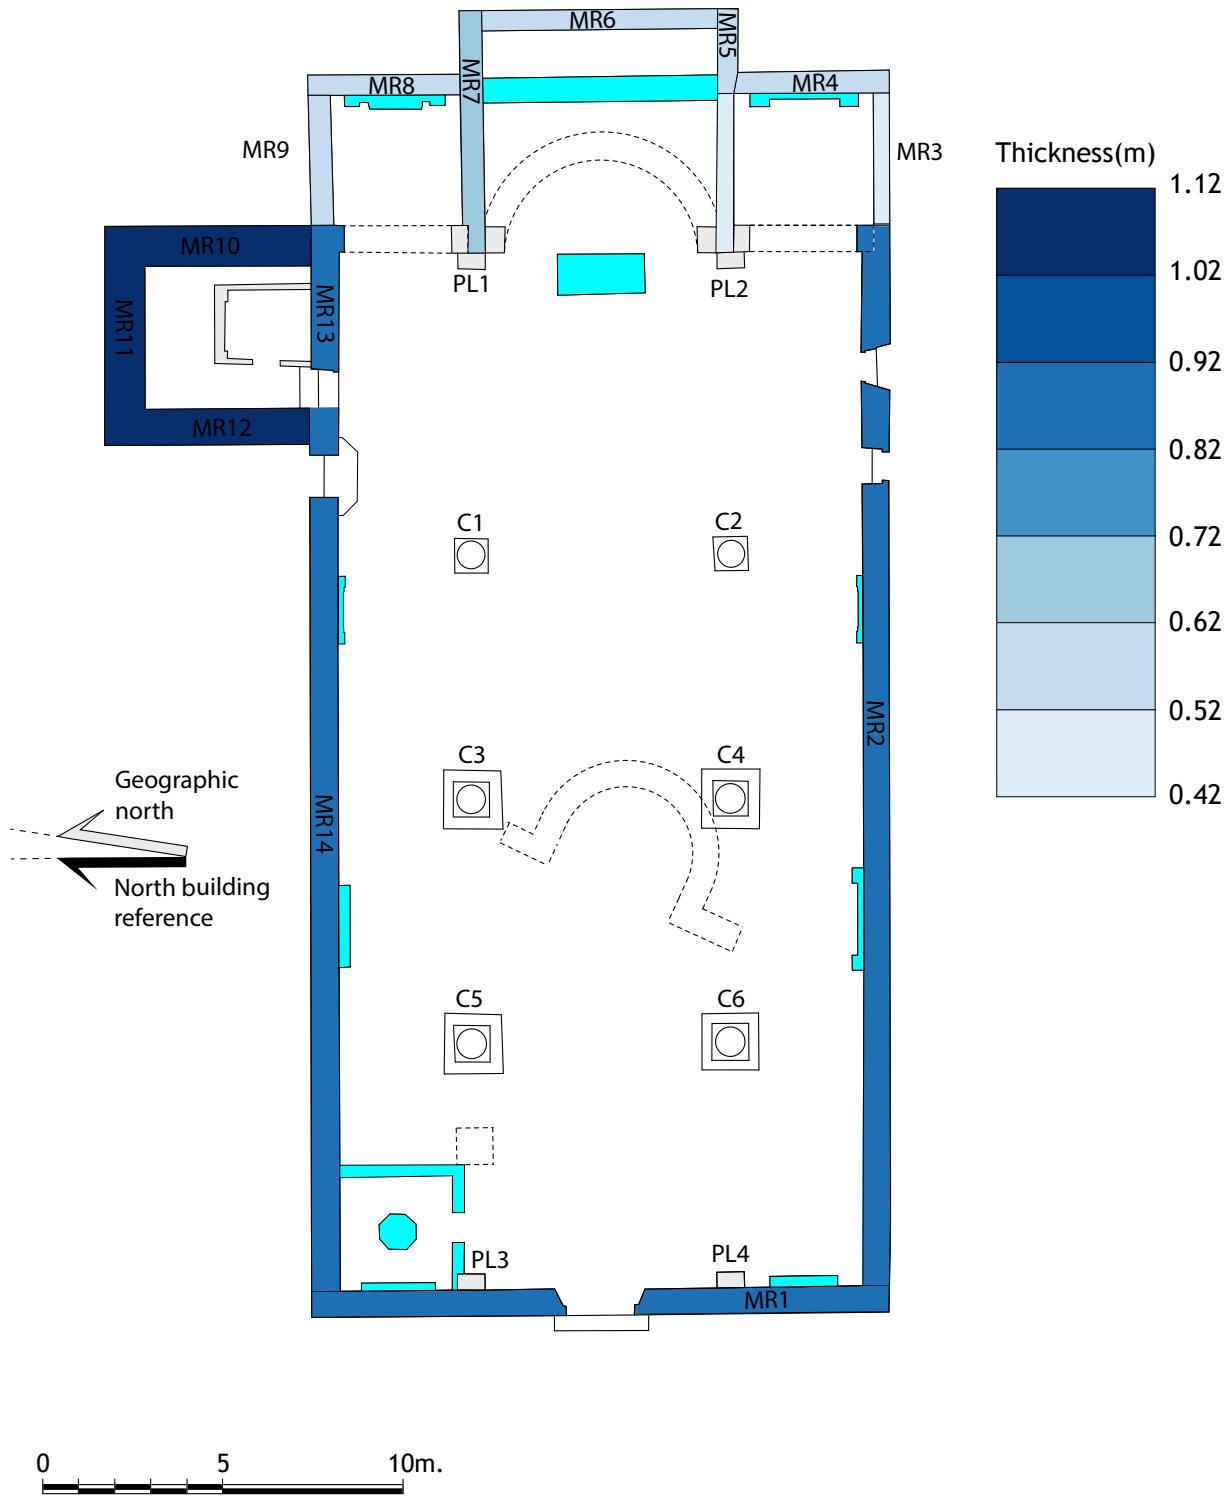 MR6
MR5
MR7
MR8
MR4
MR9
MR3
Thickness(m)
1.12
1.02
0.92
0.82
0.72
0.62
0.52
0.42
MR10
MR11
MR13
MR12
PL1
PL2
C1
C2
MR2
C3
C4
MR14
Geographic
north
North building
reference
C5
C6
PL3
PL4
MR1
0 5 10m.